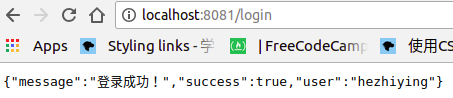 localhost:8081/login
Apps Styling links - 学 | FreeCodeCamp 使用CS
{"message":"登录成功！","success":true,"user":"hezhiying"}